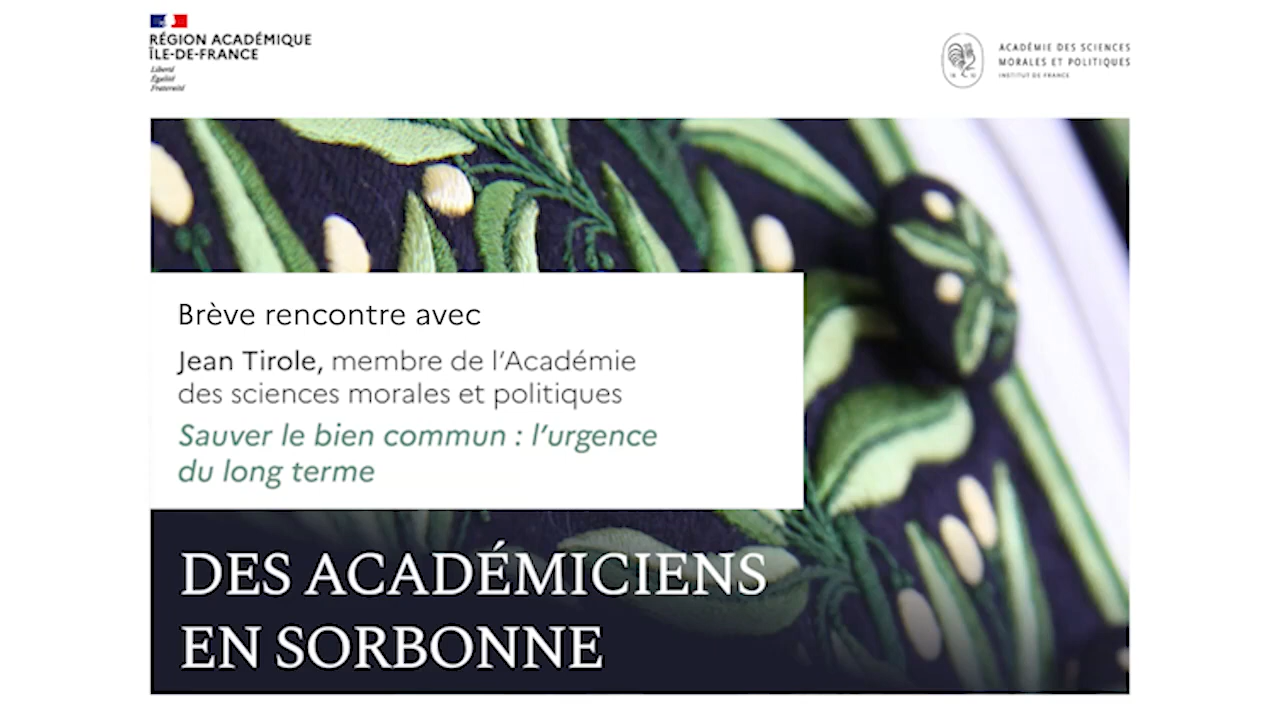 RÉGION ACADÉMIQUE
ÎLE-DE-FRANCE
Liberté
Égalité
Fraternité
ACADÉMIE DES SCIENCES
MORALES ET POLITIQUES
INSTITUT DE FRANCE
Brève rencontre avec
Jean Tirole, membre de l'Académie
des sciences morales et politiques
Sauver le bien commun : l'urgence
du long terme
DES ACADÉMICIENS
EN SORBONNE